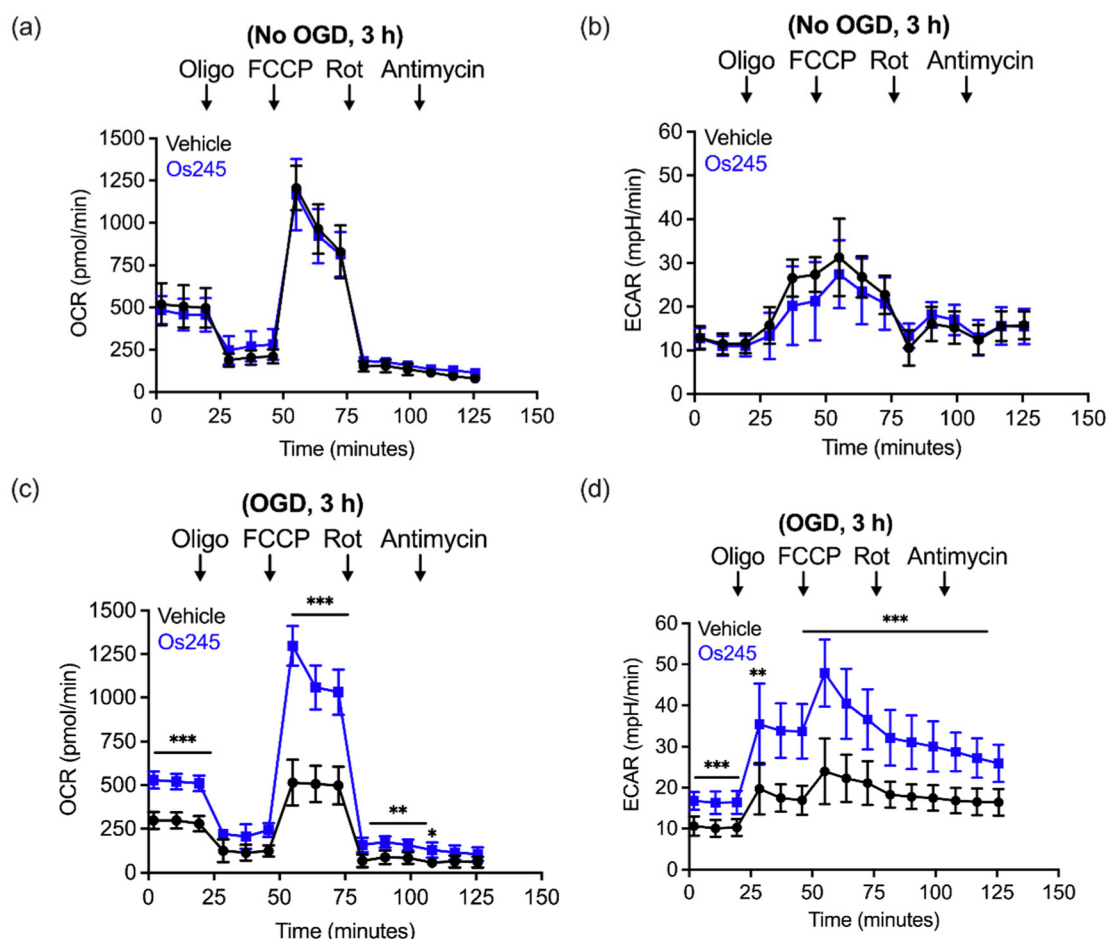 (a)
(No OGD, 3 h)
Oligo FCCP Rot Antimycin
Vehicle
Os245
OCR (pmol/min)
1500
1250
1000
750
500
250
0
0 25 50 75 100 125 150
Time (minutes)
(b)
(No OGD, 3 h)
Oligo FCCP Rot Antimycin
Vehicle
Os245
ECAR (mpH/min)
60
50
40
30
20
10
0
0 25 50 75 100 125 150
Time (minutes)
(c)
(OGD, 3 h)
Oligo FCCP Rot Antimycin
Vehicle
Os245
***
***
**
*
OCR (pmol/min)
1500
1250
1000
750
500
250
0
0 25 50 75 100 125 150
Time (minutes)
(d)
(OGD, 3 h)
Oligo FCCP Rot Antimycin
Vehicle
Os245
***
**
***
ECAR (mpH/min)
60
50
40
30
20
10
0
0 25 50 75 100 125 150
Time (minutes)